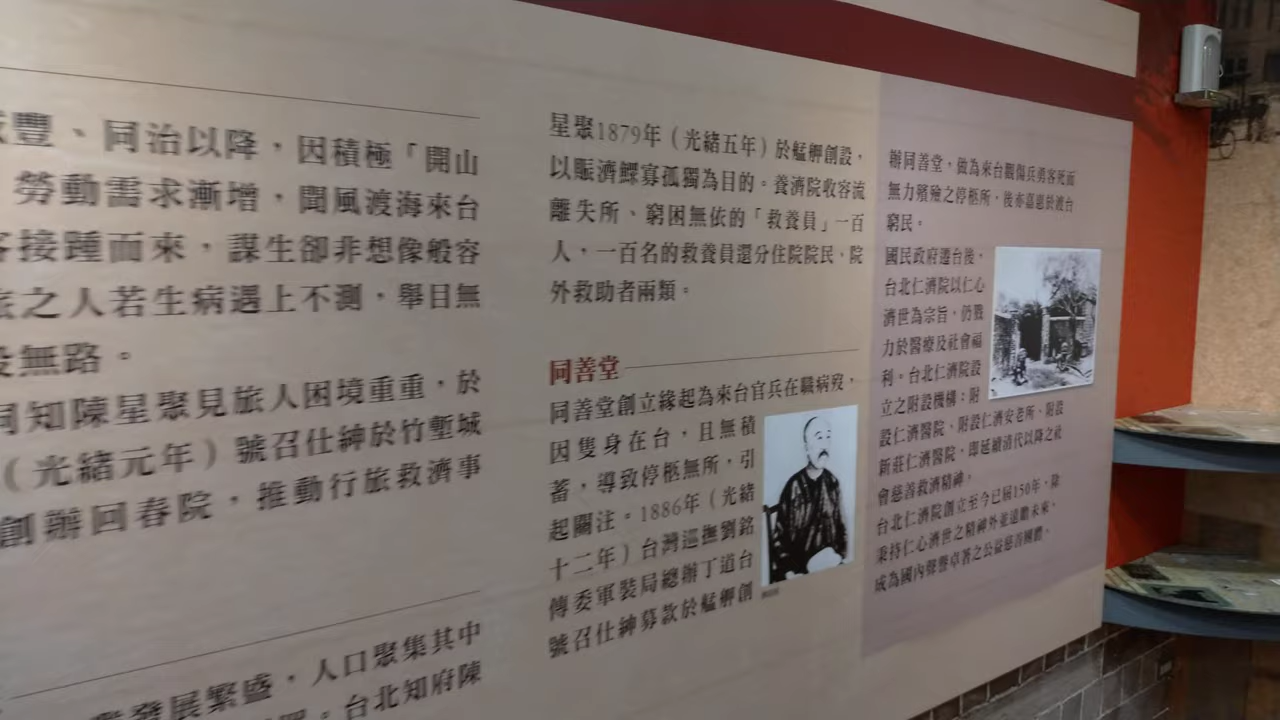 豐、同治以降，因積極「開山
勞動需求漸增，聞風渡海來台
接踵而來，謀生卻非想像般容
之人若生病遇上不測，舉目無
無路。
同知陳星聚見旅人困境重重，於
（光緒元年）號召仕紳於竹塹城
創辦回春院，推動行旅救濟事
發展繁盛，人口聚集其中
台北知府陳
星聚1879年（光緒五年）於艋舺創設，
以賑濟鰥寡孤獨為目的。養濟院收容流
離失所、窮困無依的「救養員」一百
人，一百名的救養員還分住院院民、院
外救助者兩類。
同善堂
同善堂創立緣起為來台官兵在職病歿，
因隻身在台，且無積
蓄，導致停柩無所，引
起關注。1886年（光緒
十二年）台灣巡撫劉銘
傳委軍裝局總辦丁道台
號召仕紳募款於艋舺創
辦同善堂，做為來台羈傷兵勇客死而
無力殯殮之停柩所，後亦嘉惠於渡台
窮民。
國民政府遷台後，
台北仁濟院以仁心
濟世為宗旨，仍戮
力於醫療及社會福
利。台北仁濟院設
立之附設機構：附
設仁濟醫院、附設仁濟安老所、附設
新莊仁濟醫院，即延續清代以降之社
會慈善救濟精神。
台北仁濟院創立至今已屆150年，除
秉持仁心濟世之精神外並遠瞻未來、
成為國內聲譽卓著之公益慈善團體。